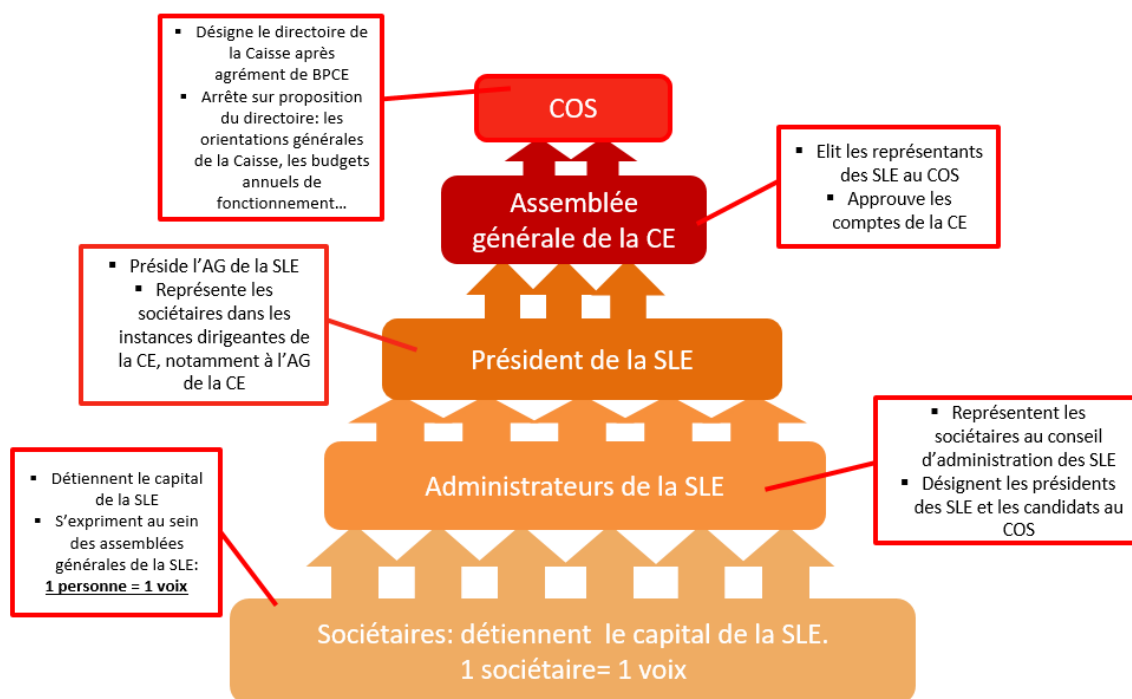 ▪ Désigne le directoire de
la Caisse après
agrément de BPCE
▪ Arrête sur proposition
du directoire: les
orientations générales
de la Caisse, les budgets
annuels de
fonctionnement…
COS
▪ Elit les représentants
des SLE au COS
▪ Approuve les
comptes de la CE
Assemblée
générale de la CE
▪ Préside l’AG de la SLE
▪ Représente les
sociétaires dans les
instances dirigeantes
de la CE, notamment à l’AG
de la CE
Président de la SLE
▪ Représentent les
sociétaires au conseil
d’administration des SLE
▪ Désignent les présidents
des SLE et les candidats au
COS
Administrateurs de la SLE
▪ Détiennent le capital
de la SLE
▪ S’expriment au sein
des assemblées
générales de la SLE:
1 personne = 1 voix
Sociétaires: détiennent le capital de la SLE.
1 sociétaire= 1 voix